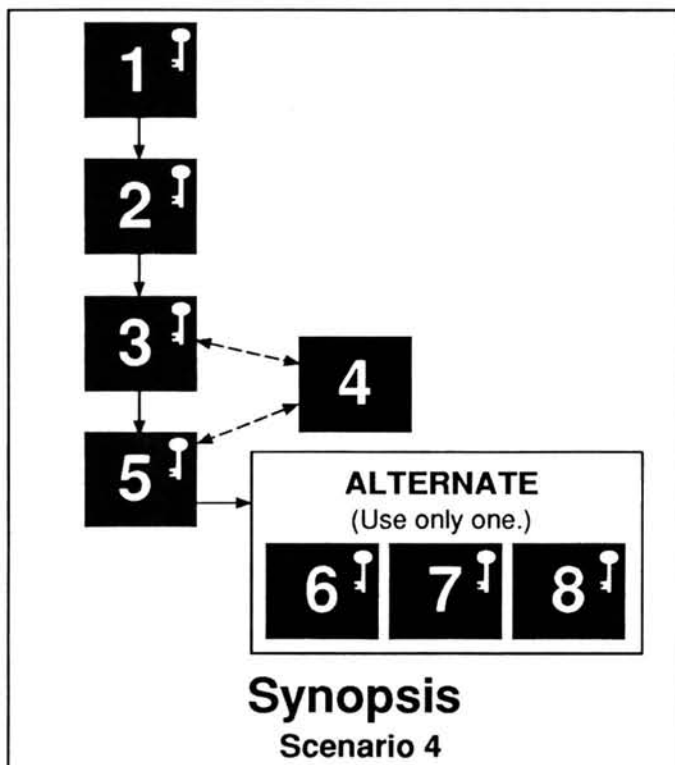 1
2
3
4
5
ALTERNATE
(Use only one.)
6 7 8
Synopsis
Scenario 4